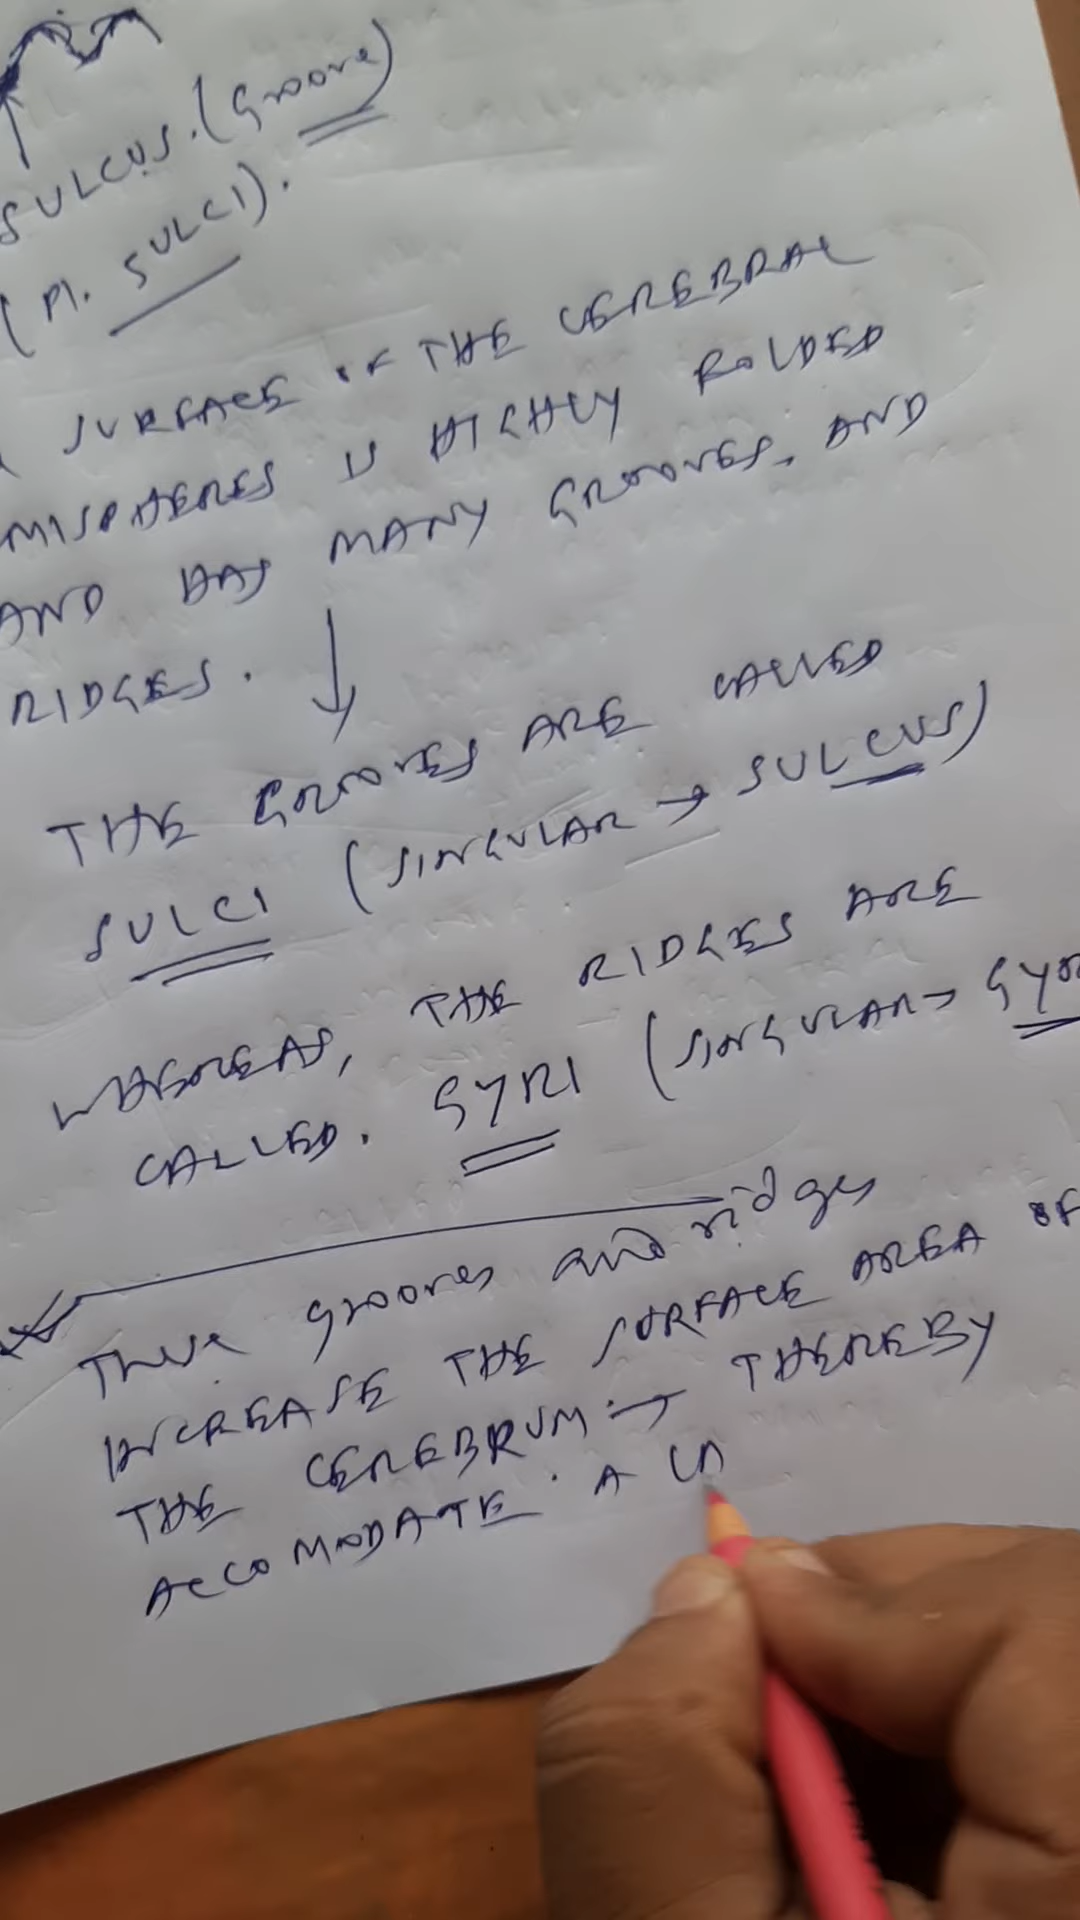 SULCUS. (Groove)
(Pl. SULCI).
SURFACE OF THE CEREBRAL
MISPHERES IS HIGHLY FOLDED
AND HAS MANY GROOVES, AND
RIDGES.
THE GROOVES ARE CALLED
SULCI (SINGULAR → SULCUS)
WHEREAS, THE RIDGES ARE
CALLED. GYRI (SINGULAR → GYR
These grooves and ridges
INCREASE THE SURFACE AREA OF
THE CEREBRUM. → THEREBY
ACCOMODATE. A LA